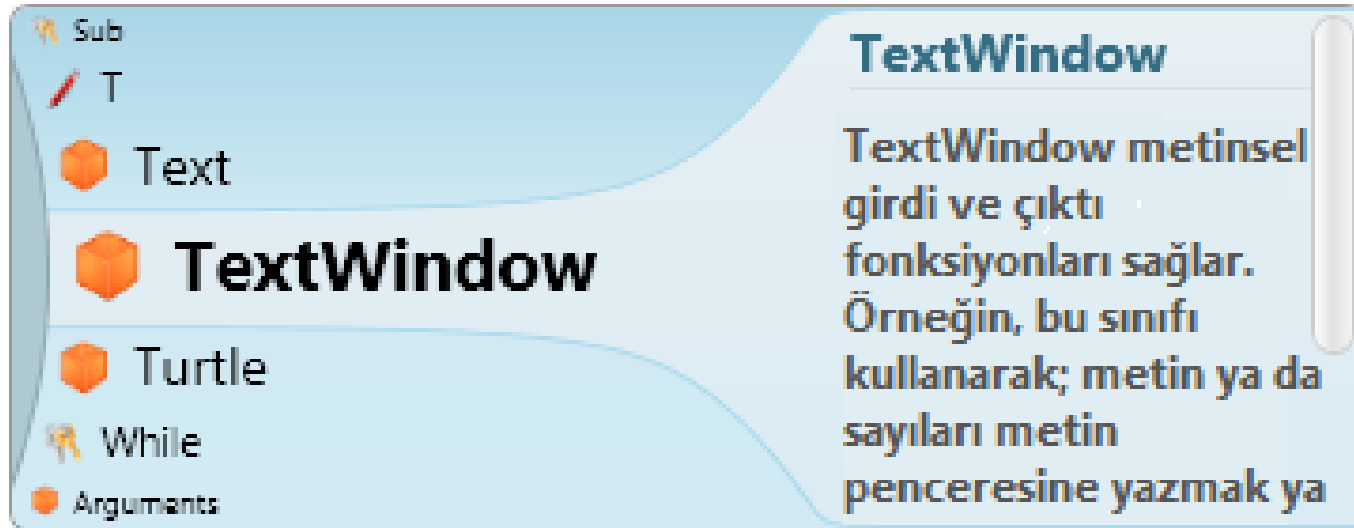 Sub
T
Text
TextWindow
Turtle
While
Arguments
TextWindow
TextWindow metinsel
girdi ve çıktı
fonksiyonları sağlar.
Örneğin, bu sınıfı
kullanarak; metin ya da
sayıları metin
penceresine yazmak ya